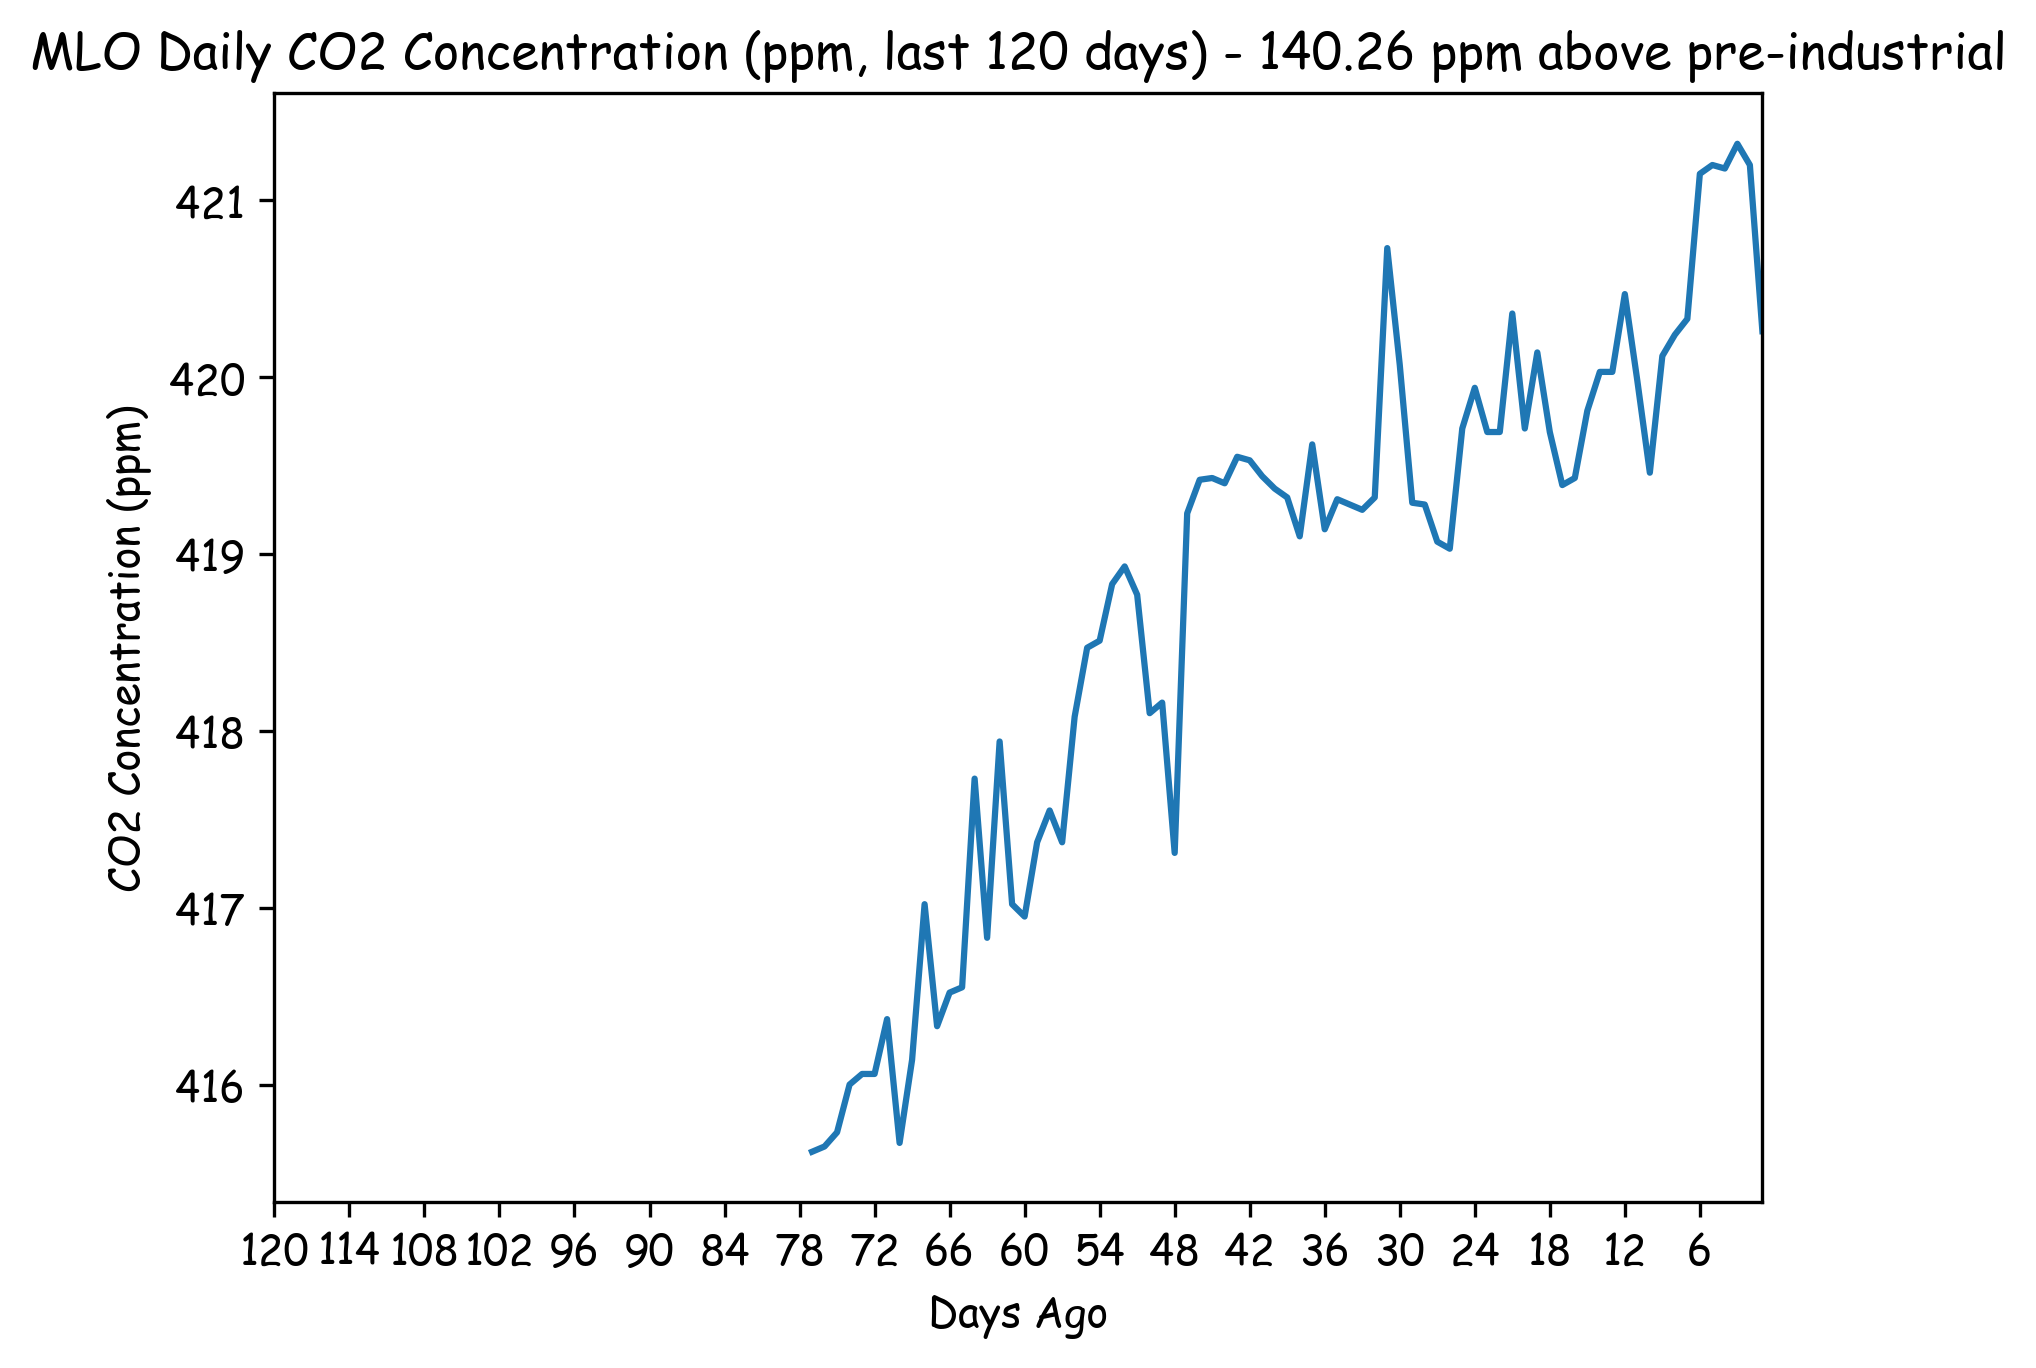 MLO Daily CO2 Concentration (ppm, last 120 days) - 140.26 ppm above pre-industrial
CO2 Concentration (ppm)
421
420
419
418
417
416
120 114 108 102 96 90 84 78 72 66 60 54 48 42 36 30 24 18 12 6
Days Ago